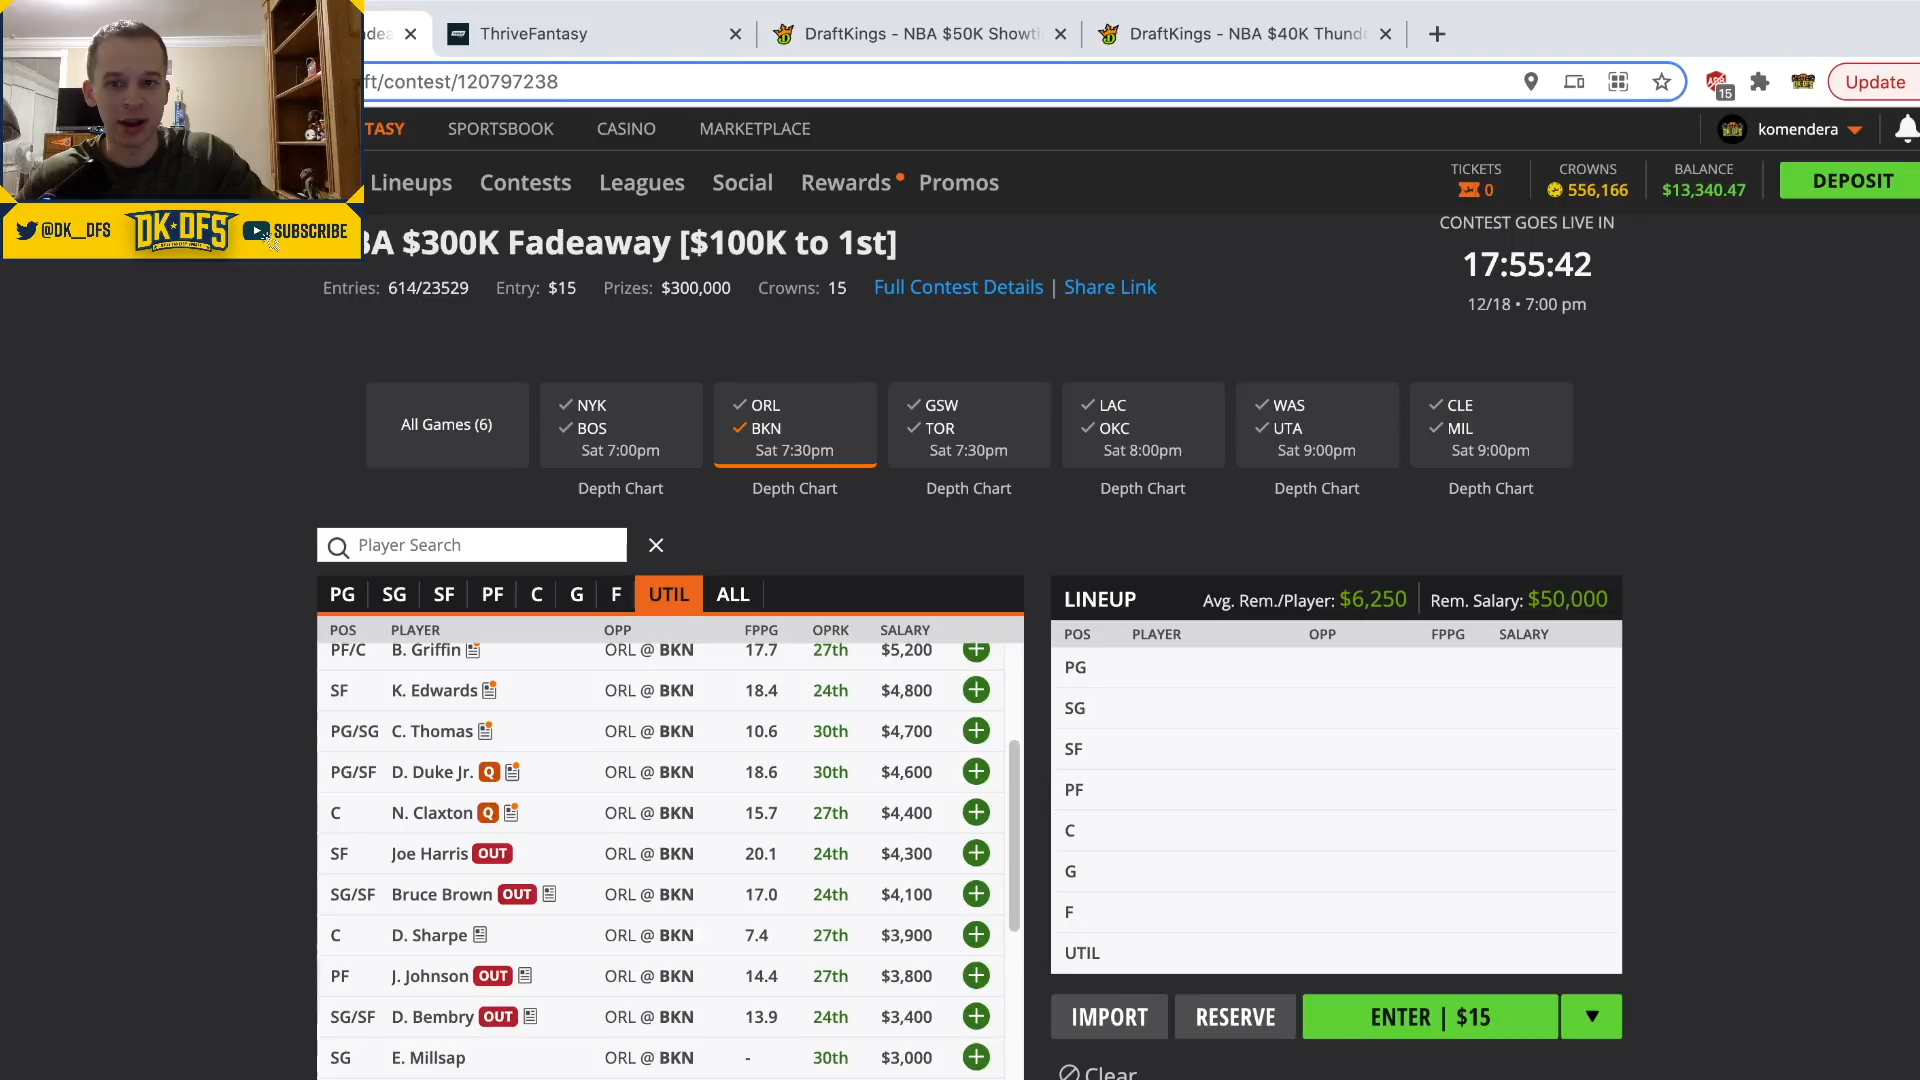 dea
ThriveFantasy
DraftKings - NBA $50K Showti
DraftKings - NBA $40K Thund
ft/contest/120797238
15
Update
TASY
SPORTSBOOK
CASINO
MARKETPLACE
komendera
Lineups
Contests
Leagues
Social
Rewards
Promos
TICKETS
0
CROWNS
556,166
BALANCE
$13,340.47
DEPOSIT
@DK__DFS
DK DFS
SUBSCRIBE
BA $300K Fadeaway [$100K to 1st]
Entries: 614/23529 Entry: $15 Prizes: $300,000 Crowns: 15 Full Contest Details | Share Link
CONTEST GOES LIVE IN
17:55:42
12/18 • 7:00 pm
All Games (6)
NYK
BOS
Sat 7:00pm
Depth Chart
ORL
BKN
Sat 7:30pm
Depth Chart
GSW
TOR
Sat 7:30pm
Depth Chart
LAC
OKC
Sat 8:00pm
Depth Chart
WAS
UTA
Sat 9:00pm
Depth Chart
CLE
MIL
Sat 9:00pm
Depth Chart
Player Search
PG SG SF PF C G F UTIL ALL
POS PLAYER OPP FPPG OPRK SALARY
PF/C B. Griffin ORL @ BKN 17.7 27th $5,200
SF K. Edwards ORL @ BKN 18.4 24th $4,800
PG/SG C. Thomas ORL @ BKN 10.6 30th $4,700
PG/SF D. Duke Jr. Q ORL @ BKN 18.6 30th $4,600
C N. Claxton Q ORL @ BKN 15.7 27th $4,400
SF Joe Harris OUT ORL @ BKN 20.1 24th $4,300
SG/SF Bruce Brown OUT ORL @ BKN 17.0 24th $4,100
C D. Sharpe ORL @ BKN 7.4 27th $3,900
PF J. Johnson OUT ORL @ BKN 14.4 27th $3,800
SG/SF D. Bembry OUT ORL @ BKN 13.9 24th $3,400
SG E. Millsap ORL @ BKN - 30th $3,000
LINEUP Avg. Rem./Player: $6,250 Rem. Salary: $50,000
POS PLAYER OPP FPPG SALARY
PG
SG
SF
PF
C
G
F
UTIL
IMPORT
RESERVE
ENTER | $15
Clear